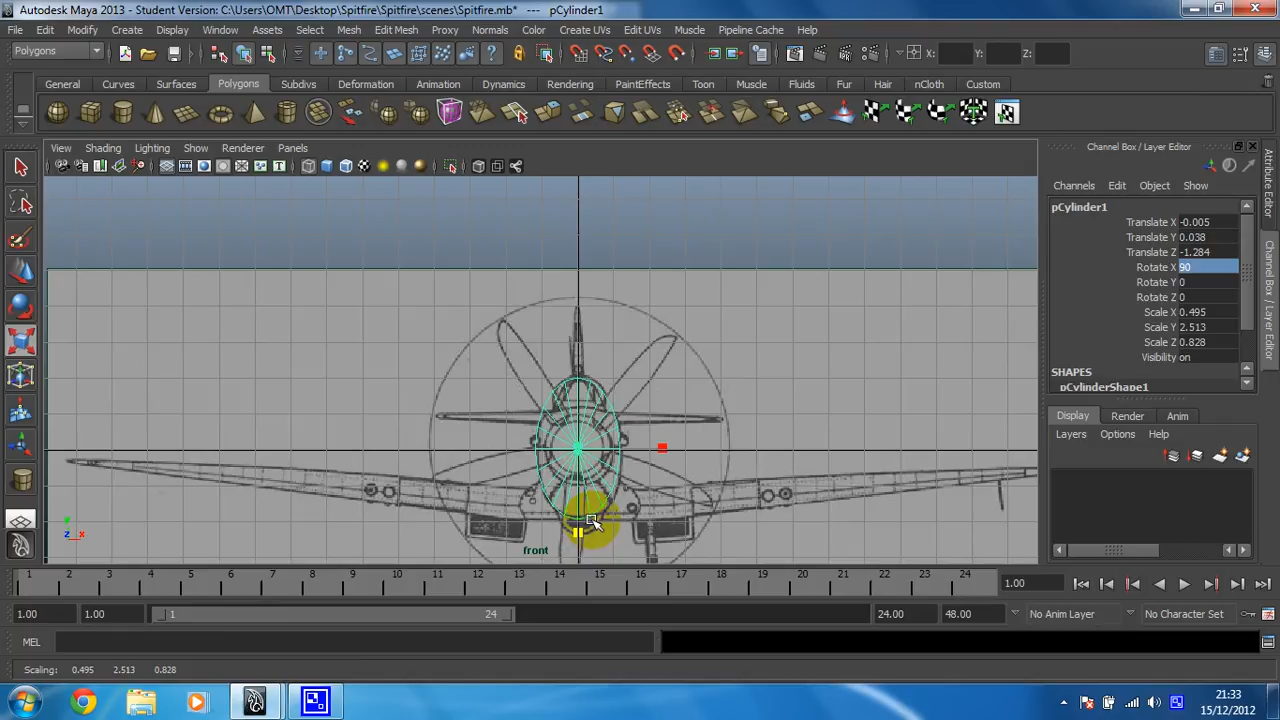 Autodesk Maya 2013 - Student Version: C:\Users\OMT\Desktop\Spitfire\Spitfire\scenes\Spitfire.mb* --- pCylinder1
File Edit Modify Create Display Window Assets Select Mesh Edit Mesh Proxy Normals Color Create UVs Edit UVs Muscle Pipeline Cache Help
Polygons X: Y: Z:
General Curves Surfaces Polygons Subdivs Deformation Animation Dynamics Rendering PaintEffects Toon Muscle Fluids Fur Hair nCloth Custom
View Shading Lighting Show Renderer Panels
Channel Box / Layer Editor
Channels Edit Object Show
pCylinder1
Translate X -0.005
Translate Y 0.038
Translate Z -1.284
Rotate X 90
Rotate Y 0
Rotate Z 0
Scale X 0.495
Scale Y 2.513
Scale Z 0.828
Visibility on
SHAPES
pCylinderShape1
Display Render Anim
Layers Options Help
Attribute Editor
Channel Box / Layer Editor
y
z x
front
1 2 3 4 5 6 7 8 9 10 11 12 13 14 15 16 17 18 19 20 21 22 23 24 1.00
1.00 1.00 1 24 24.00 48.00 No Anim Layer No Character Set
MEL
Scaling: 0.495 2.513 0.828
21:33
15/12/2012